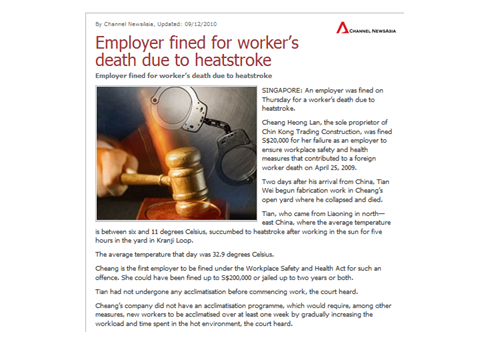 By Channel NewsAsia, Updated: 09/12/2010
CHANNEL NEWSASIA
Employer fined for worker's
death due to heatstroke
Employer fined for worker's death due to heatstroke
SINGAPORE: An employer was fined on
Thursday for a worker's death due to
heatstroke.
Cheang Heong Lan, the sole proprietor of
Chin Kong Trading Construction, was fined
S$20,000 for her failure as an employer to
ensure workplace safety and health
measures that contributed to a foreign
worker death on April 25, 2009.
Two days after his arrival from China, Tian
Wei begun fabrication work in Cheang's
open yard where he collapsed and died.
Tian, who came from Liaoning in north—
east China, where the average temperature
is between six and 11 degrees Celsius, succumbed to heatstroke after working in the sun for five
hours in the yard in Kranji Loop.
The average temperature that day was 32.9 degrees Celsius.
Cheang is the first employer to be fined under the Workplace Safety and Health Act for such an
offence. She could have been fined up to S$200,000 or jailed up to two years or both.
Tian had not undergone any acclimatisation before commencing work, the court heard.
Cheang's company did not have an acclimatisation programme, which would require, among other
measures, new workers to be acclimatised over at least one week by gradually increasing the
workload and time spent in the hot environment, the court heard.